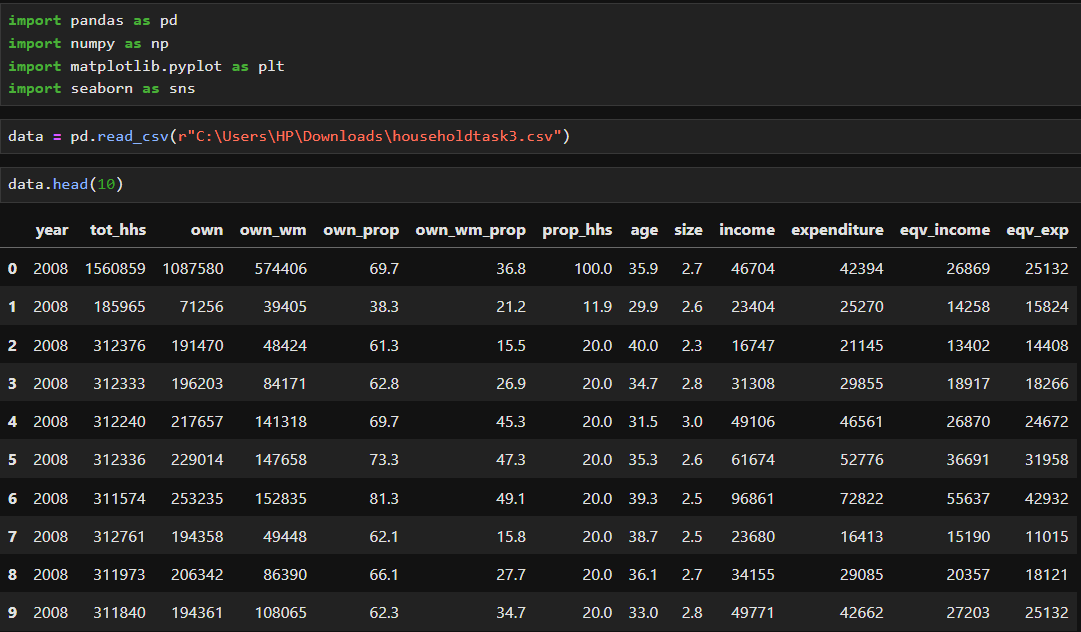 import pandas as pd
import numpy as np
import matplotlib.pyplot as plt
import seaborn as sns
data = pd.read_csv(r"C:\Users\HP\Downloads\householdtask3.csv")
data.head(10)
year tot_hhs own own_wm own_prop own_wm_prop prop_hhs age size income expenditure eqv_income eqv_exp
0 2008 1560859 1087580 574406 69.7 36.8 100.0 35.9 2.7 46704 42394 26869 25132
1 2008 185965 71256 39405 38.3 21.2 11.9 29.9 2.6 23404 25270 14258 15824
2 2008 312376 191470 48424 61.3 15.5 20.0 40.0 2.3 16747 21145 13402 14408
3 2008 312333 196203 84171 62.8 26.9 20.0 34.7 2.8 31308 29855 18917 18266
4 2008 312240 217657 141318 69.7 45.3 20.0 31.5 3.0 49106 46561 26870 24672
5 2008 312336 229014 147658 73.3 47.3 20.0 35.3 2.6 61674 52776 36691 31958
6 2008 311574 253235 152835 81.3 49.1 20.0 39.3 2.5 96861 72822 55637 42932
7 2008 312761 194358 49448 62.1 15.8 20.0 38.7 2.5 23680 16413 15190 11015
8 2008 311973 206342 86390 66.1 27.7 20.0 36.1 2.7 34155 29085 20357 18121
9 2008 311840 194361 108065 62.3 34.7 20.0 33.0 2.8 49771 42662 27203 25132